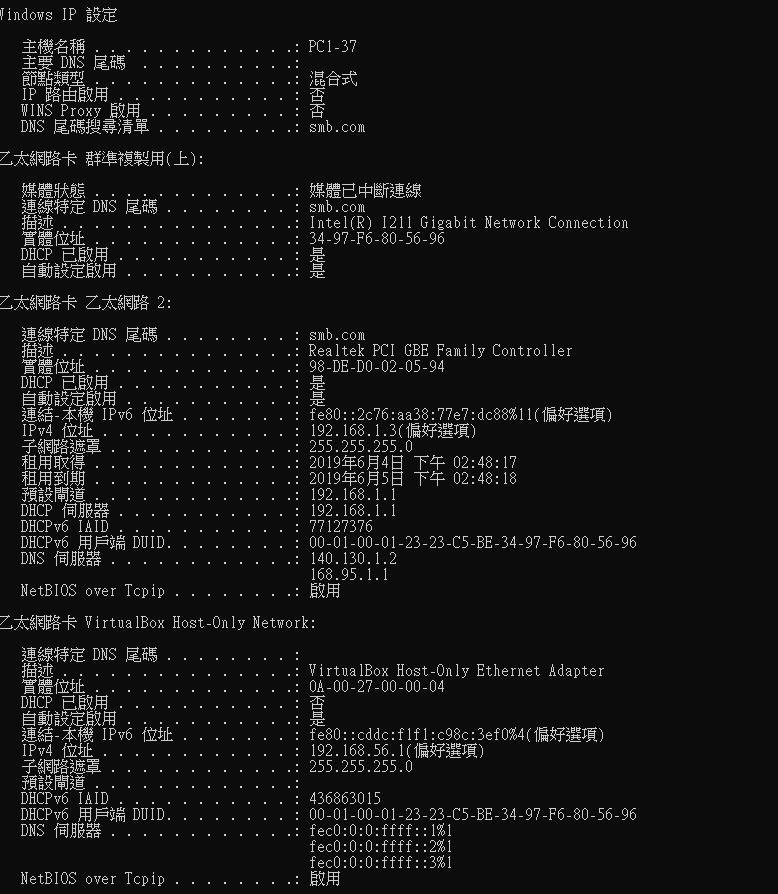 Windows IP 設定
主機名稱 . . . . . . . . . . . . .: PC1-37
主要 DNS 尾碼 . . . . . . . . . .:
節點類型 . . . . . . . . . . . . .: 混合式
IP 路由啟用 . . . . . . . . . . . : 否
WINS Proxy 啟用 . . . . . . . . . : 否
DNS 尾碼搜尋清單 . . . . . . . . .: smb.com
乙太網路卡 群準複製用(上):
媒體狀態 . . . . . . . . . . . . .: 媒體已中斷連線
連線特定 DNS 尾碼 . . . . . . . . : smb.com
描述 . . . . . . . . . . . . . . .: Intel(R) I211 Gigabit Network Connection
實體位址 . . . . . . . . . . . . .: 34-97-F6-80-56-96
DHCP 已啟用 . . . . . . . . . . . : 是
自動設定啟用 . . . . . . . . . . .: 是
乙太網路卡 乙太網路 2:
連線特定 DNS 尾碼 . . . . . . . . : smb.com
描述 . . . . . . . . . . . . . . .: Realtek PCI GBE Family Controller
實體位址 . . . . . . . . . . . . .: 98-DE-D0-02-05-94
DHCP 已啟用 . . . . . . . . . . . : 是
自動設定啟用 . . . . . . . . . . .: 是
連結-本機 IPv6 位址 . . . . . . . : fe80::2c76:aa38:77e7:dc88%11(偏好選項)
IPv4 位址 . . . . . . . . . . . . : 192.168.1.3(偏好選項)
子網路遮罩 . . . . . . . . . . . .: 255.255.255.0
租用取得 . . . . . . . . . . . . .: 2019年6月4日 下午 02:48:17
租用到期 . . . . . . . . . . . . .: 2019年6月5日 下午 02:48:18
預設閘道 . . . . . . . . . . . . .: 192.168.1.1
DHCP 伺服器 . . . . . . . . . . . : 192.168.1.1
DHCPv6 IAID . . . . . . . . . . . : 77127376
DHCPv6 用戶端 DUID. . . . . . . . : 00-01-00-01-23-23-C5-BE-34-97-F6-80-56-96
DNS 伺服器 . . . . . . . . . . . .: 140.130.1.2
168.95.1.1
NetBIOS over Tcpip . . . . . . . .: 啟用
乙太網路卡 VirtualBox Host-Only Network:
連線特定 DNS 尾碼 . . . . . . . . :
描述 . . . . . . . . . . . . . . .: VirtualBox Host-Only Ethernet Adapter
實體位址 . . . . . . . . . . . . .: 0A-00-27-00-00-04
DHCP 已啟用 . . . . . . . . . . . : 否
自動設定啟用 . . . . . . . . . . .: 是
連結-本機 IPv6 位址 . . . . . . . : fe80::cddc:f1f1:c98c:3ef0%4(偏好選項)
IPv4 位址 . . . . . . . . . . . . : 192.168.56.1(偏好選項)
子網路遮罩 . . . . . . . . . . . .: 255.255.255.0
預設閘道 . . . . . . . . . . . . .:
DHCPv6 IAID . . . . . . . . . . . : 436863015
DHCPv6 用戶端 DUID. . . . . . . . : 00-01-00-01-23-23-C5-BE-34-97-F6-80-56-96
DNS 伺服器 . . . . . . . . . . . .: fec0:0:0:ffff::1%1
fec0:0:0:ffff::2%1
fec0:0:0:ffff::3%1
NetBIOS over Tcpip . . . . . . . .: 啟用